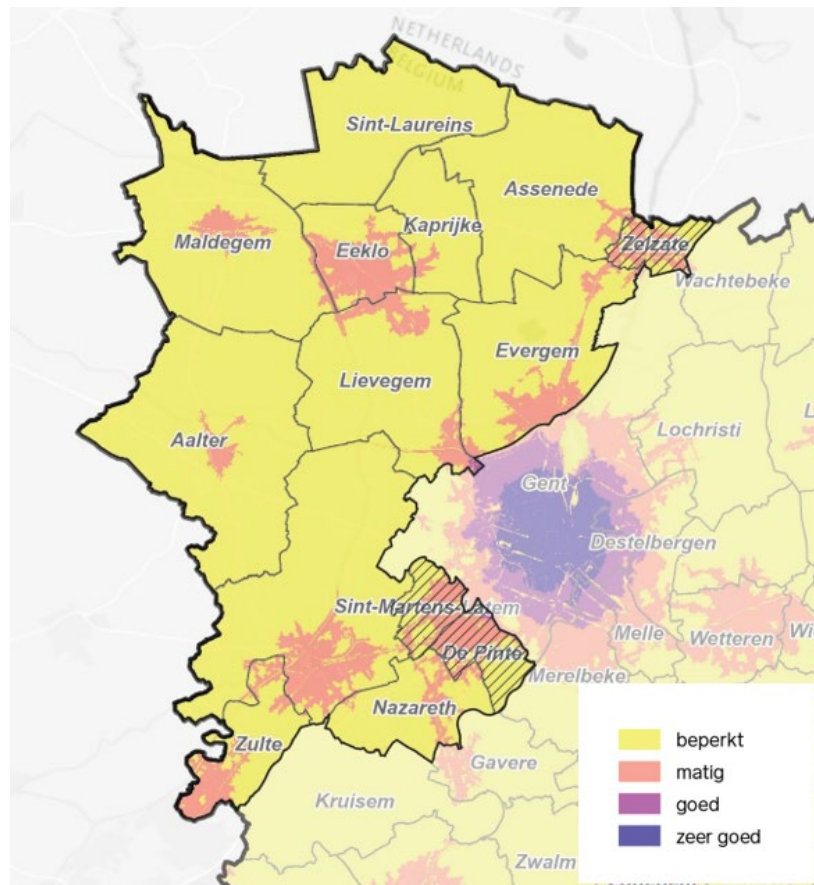 NETHERLANDS
BELGIUM
Sint-Laureins
Assenede
Kaprijke
Maldegem
Eeklo
Zelzate
Wachtebeke
Evergem
Lievegem
Aalter
Lochristi
L
Gent
Destelbergen
Sint-Martens-Latem
De Pinte
Melle
Wetteren
Wi
Merelbeke
Nazareth
Zulte
Gavere
Kruisem
Zwalm
beperkt
matig
goed
zeer goed